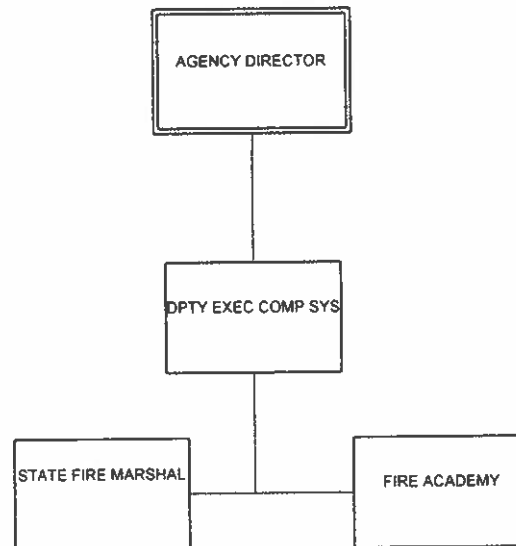 AGENCY DIRECTOR
DPTY EXEC COMP SYS
STATE FIRE MARSHAL
FIRE ACADEMY